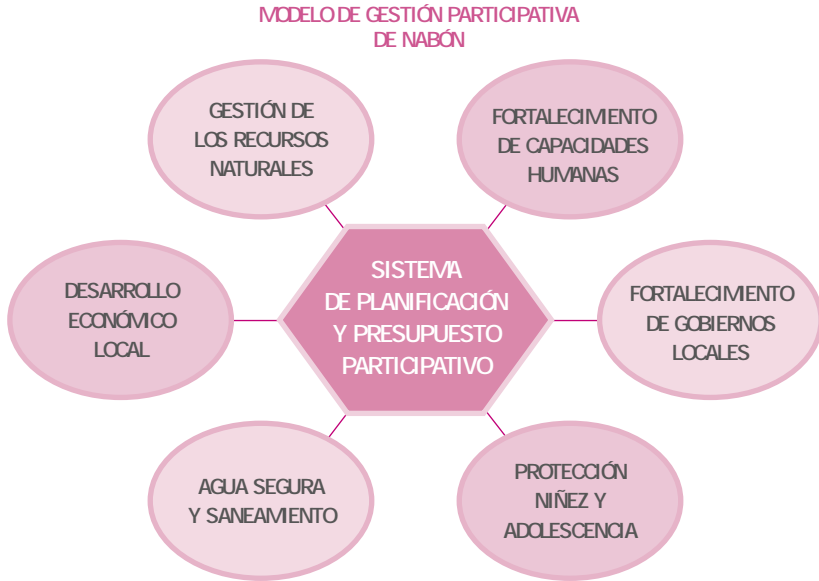 MODELO DE GESTIÓN PARTICIPATIVA
DE NABÓN
GESTIÓN DE
LOS RECURSOS
NATURALES
FORTALECIMIENTO
DE CAPACIDADES
HUMANAS
DESARROLLO
ECONÓMICO
LOCAL
SISTEMA
DE PLANIFICACIÓN
Y PRESUPUESTO
PARTICIPATIVO
FORTALECIMIENTO
DE GOBIERNOS
LOCALES
AGUA SEGURA
Y SANEAMIENTO
PROTECCIÓN
NIÑEZ Y
ADOLESCENCIA